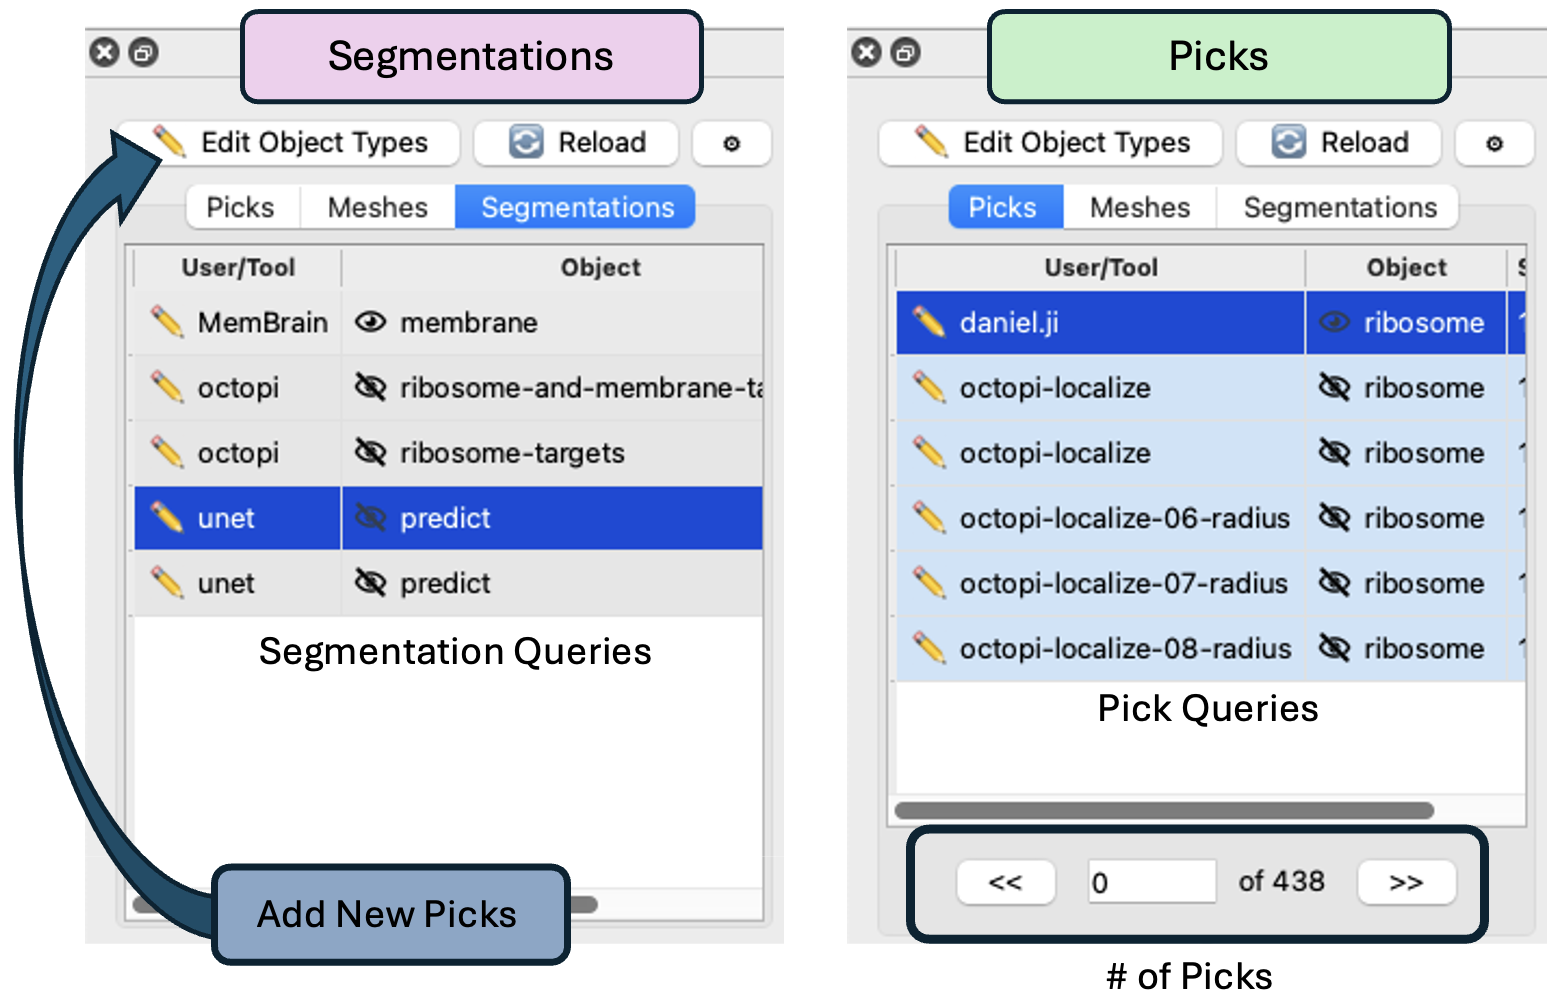 Segmentations
Edit Object Types
Reload
Picks
Meshes
Segmentations
User/Tool
Object
MemBrain
membrane
octopi
ribosome-and-membrane-ta
octopi
ribosome-targets
unet
predict
unet
predict
Segmentation Queries
Add New Picks
Picks
Edit Object Types
Reload
Picks
Meshes
Segmentations
User/Tool
Object
daniel.ji
ribosome
octopi-localize
ribosome
octopi-localize
ribosome
octopi-localize-06-radius
ribosome
octopi-localize-07-radius
ribosome
octopi-localize-08-radius
ribosome
Pick Queries
<<
0
of 438
>>
# of Picks